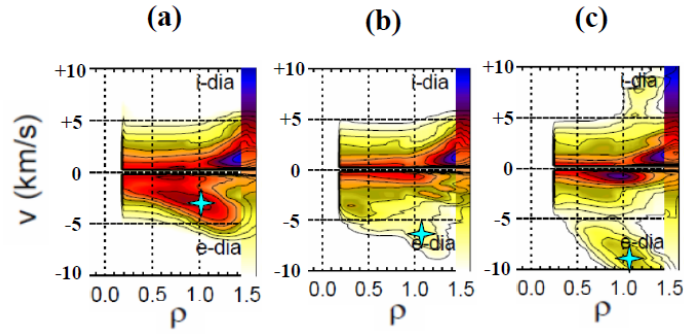 (a) (b) (c)
+10 +10 +10
i-dia i-dia i-dia
+5 +5 +5
v (km/s) 0 0 0
-5 -5 -5
e-dia e-dia e-dia
-10 -10 -10
0.0 0.5 1.0 1.5 0.0 0.5 1.0 1.5 0.0 0.5 1.0 1.5
ρ ρ ρ